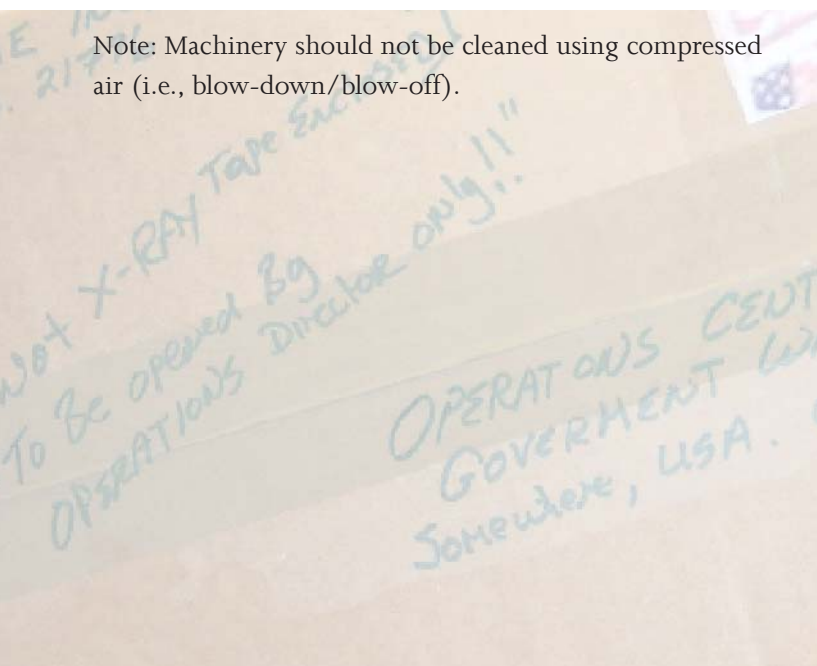 Note: Machinery should not be cleaned using compressed
air (i.e., blow-down/blow-off).
Not X-RAY Tape Enclosed!
To Be opened By
OPERATIONS Director only!!"
OPERATONS
GOVERMENT
Somewhere, USA.